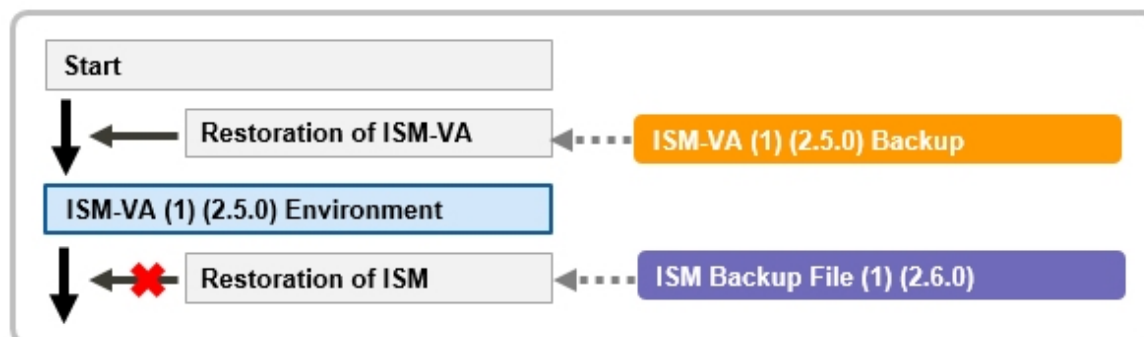 Start
Restoration of ISM-VA
ISM-VA (1) (2.5.0) Backup
ISM-VA (1) (2.5.0) Environment
Restoration of ISM
ISM Backup File (1) (2.6.0)